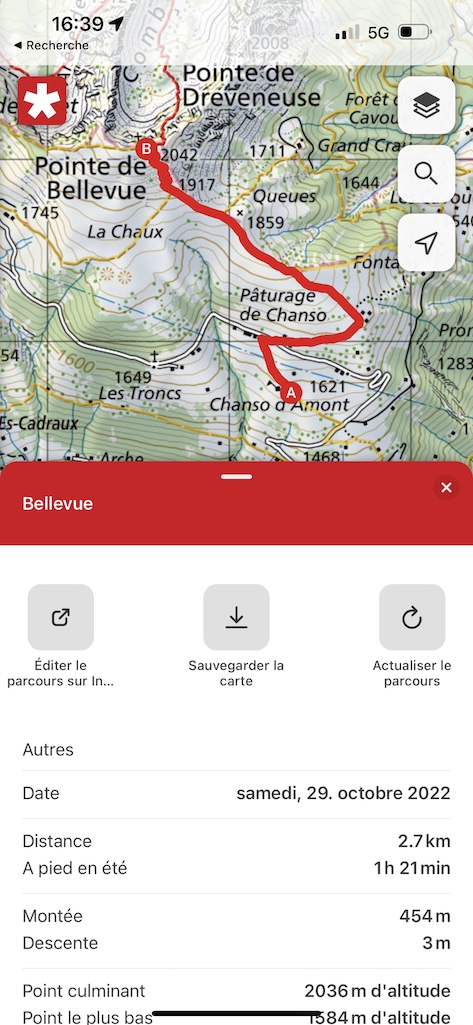 16:39
5G
◀ Recherche
2008
Pointe de
Dreveneuse
Forêt
Cavou
B
2042
1711
Grand Crau
Pointe de
Bellevue
1917
1644
Queues
1745
1859
La Chaux
Fonta
Pâturage
de Chanso
54
1600
1283
1649
1621
Les Troncs
A
Chanso d'Amont
Es-Cadraux
Arche
1468
Bellevue
Éditer le
parcours sur In...
Sauvegarder la
carte
Actualiser le
parcours
Autres
Date samedi, 29. octobre 2022
Distance 2.7 km
A pied en été 1 h 21 min
Montée 454 m
Descente 3 m
Point culminant 2036 m d'altitude
Point le plus bas 1584 m d'altitude